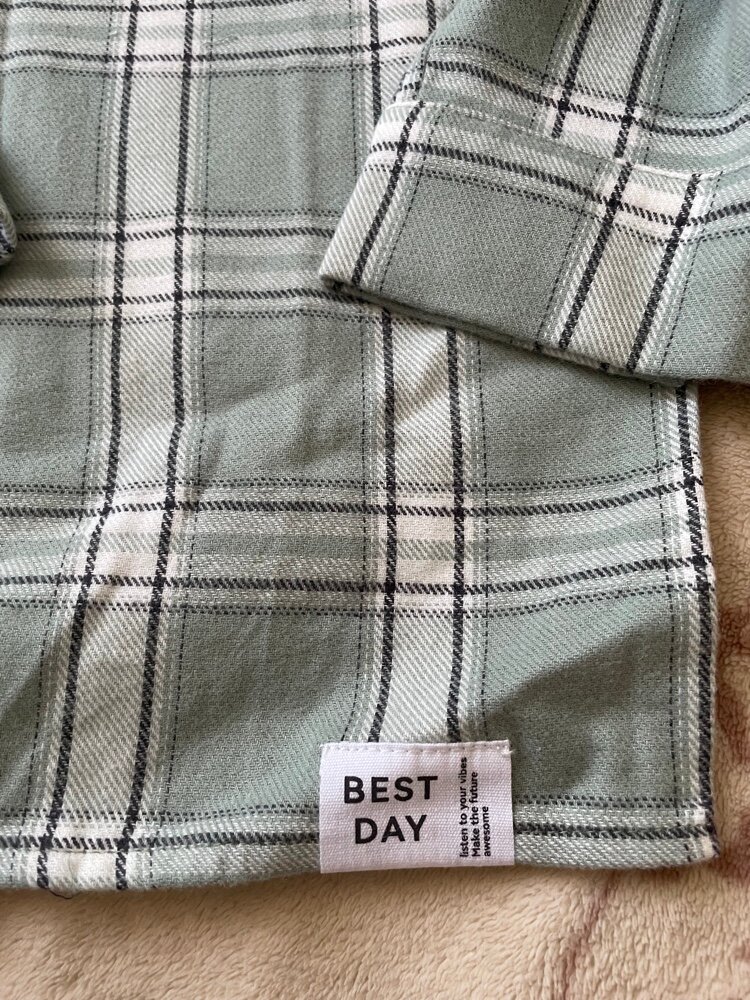 BEST
DAY
listen to your vibes
Make the future
awesome